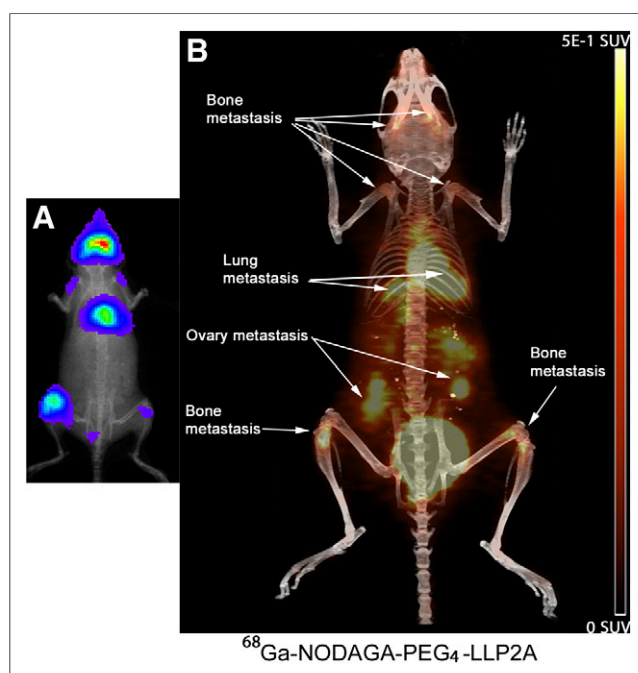 B
5E-1 SUV
Bone
metastasis
A
Lung
metastasis
Ovary metastasis
Bone
metastasis
Bone
metastasis
0 SUV
⁶⁸Ga-NODAGA-PEG₄-LLP2A